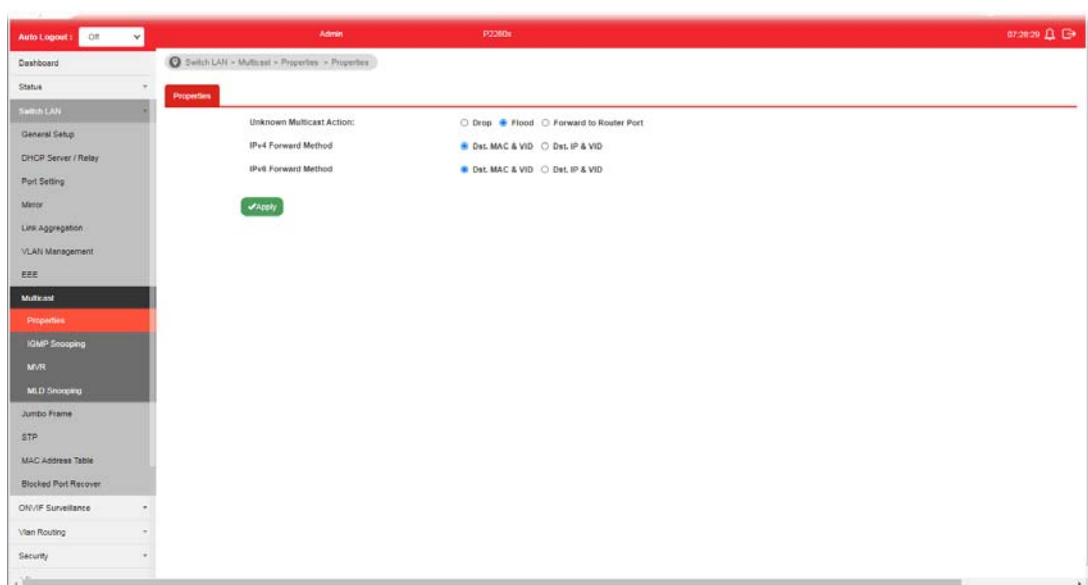 Auto Logout : Off Admin P2280x 07:28:29
Switch LAN > Multicast > Properties > Properties
Properties
Unknown Multicast Action: Drop Flood Forward to Router Port
IPv4 Forward Method Dst. MAC & VID Dst. IP & VID
IPv6 Forward Method Dst. MAC & VID Dst. IP & VID
Apply
Dashboard
Status
Switch LAN
General Setup
DHCP Server / Relay
Port Setting
Mirror
Link Aggregation
VLAN Management
EEE
Multicast
Properties
IGMP Snooping
MVR
MLD Snooping
Jumbo Frame
STP
MAC Address Table
Blocked Port Recover
ONVIF Surveillance
Vlan Routing
Security